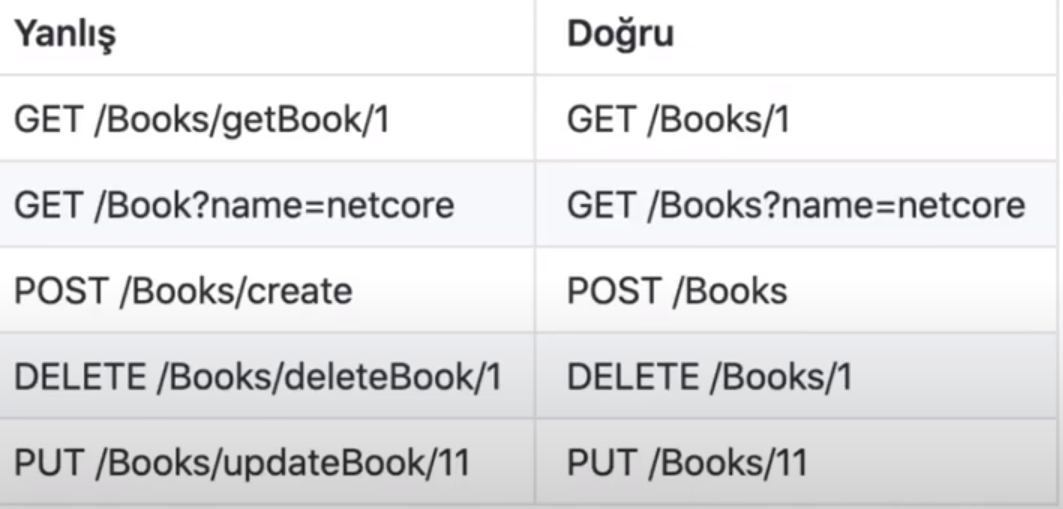 Yanlış Doğru
GET /Books/getBook/1 GET /Books/1
GET /Book?name=netcore GET /Books?name=netcore
POST /Books/create POST /Books
DELETE /Books/deleteBook/1 DELETE /Books/1
PUT /Books/updateBook/11 PUT /Books/11